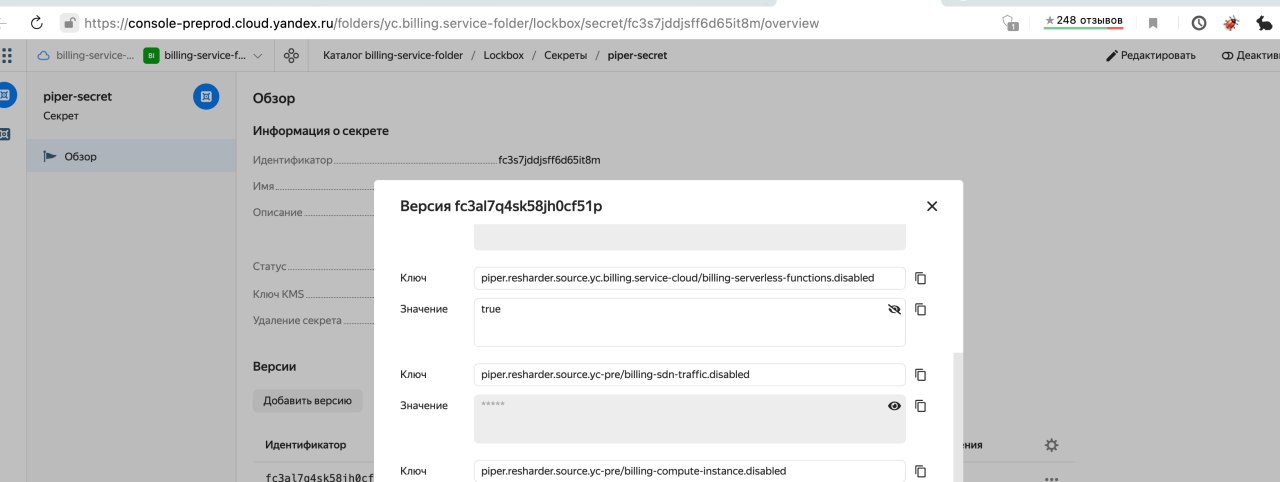 https://console-preprod.cloud.yandex.ru/folders/yc.billing.service-folder/lockbox/secret/fc3s7jddjsff6d65it8m/overview
1
★ 248 отзывов
billing-service-...
BI
billing-service-f...
Каталог billing-service-folder / Lockbox / Секреты / piper-secret
Редактировать
piper-secret
Секрет
Обзор
Обзор
Информация о секрете
Идентификатор
fc3s7jddjsff6d65it8m
Имя
Описание
Статус
Ключ KMS
Удаление секрета
Версии
Добавить версию
Идентификатор
Версия fc3al7q4sk58jh0cf51p
Ключ
piper.resharder.source.yc.billing.service-cloud/billing-serverless-functions.disabled
Значение
true
Ключ
piper.resharder.source.yc-pre/billing-sdn-traffic.disabled
Значение
*****
Ключ
piper.resharder.source.yc-pre/billing-compute-instance.disabled